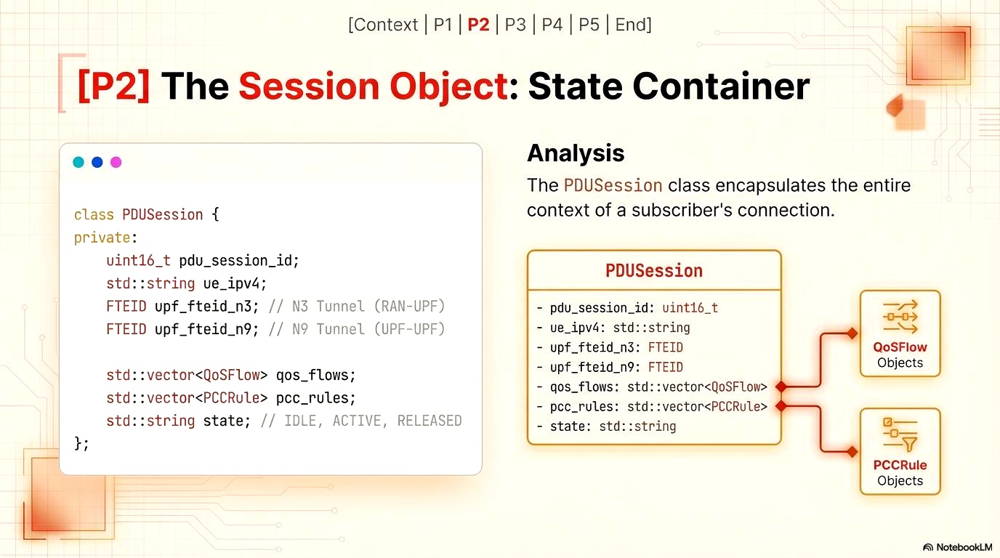 [Context | P1 | P2 | P3 | P4 | P5 | End]
[P2] The Session Object: State Container
class PDUSession {
private:
    uint16_t pdu_session_id;
    std::string ue_ipv4;
    FTEID upf_fteid_n3; // N3 Tunnel (RAN-UPF)
    FTEID upf_fteid_n9; // N9 Tunnel (UPF-UPF)
    std::vector<QoSFlow> qos_flows;
    std::vector<PCCRule> pcc_rules;
    std::string state; // IDLE, ACTIVE, RELEASED
};
Analysis
The PDUSession class encapsulates the entire
context of a subscriber's connection.
PDUSession
- pdu_session_id: uint16_t
- ue_ipv4: std::string
- upf_fteid_n3: FTEID
- upf_fteid_n9: FTEID
- qos_flows: std::vector<QoSFlow>
- pcc_rules: std::vector<PCCRule>
- state: std::string
QoSFlow
Objects
PCCRule
Objects
NotebookLM